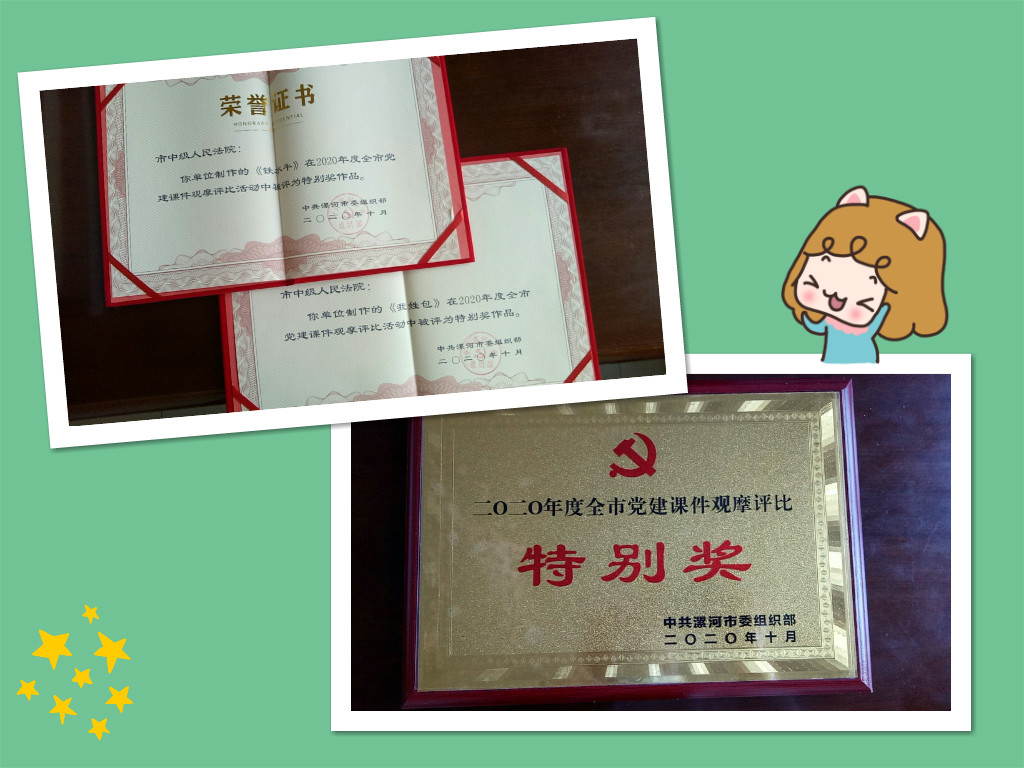 荣誉证书
市中级人民法院：
你单位制作的《铁水牛》在2020年度全市党
建课件观摩评比活动中被评为特别奖作品。
中共漯河市委组织部
二〇二〇年十月
市中级人民法院：
你单位制作的《我姓包》在2020年度全市
党建课件观摩评比活动中被评为特别奖作品。
中共漯河市委组织部
二〇二〇年十月
二〇二〇年度全市党建课件观摩评比
特别奖
中共漯河市委组织部
二〇二〇年十月